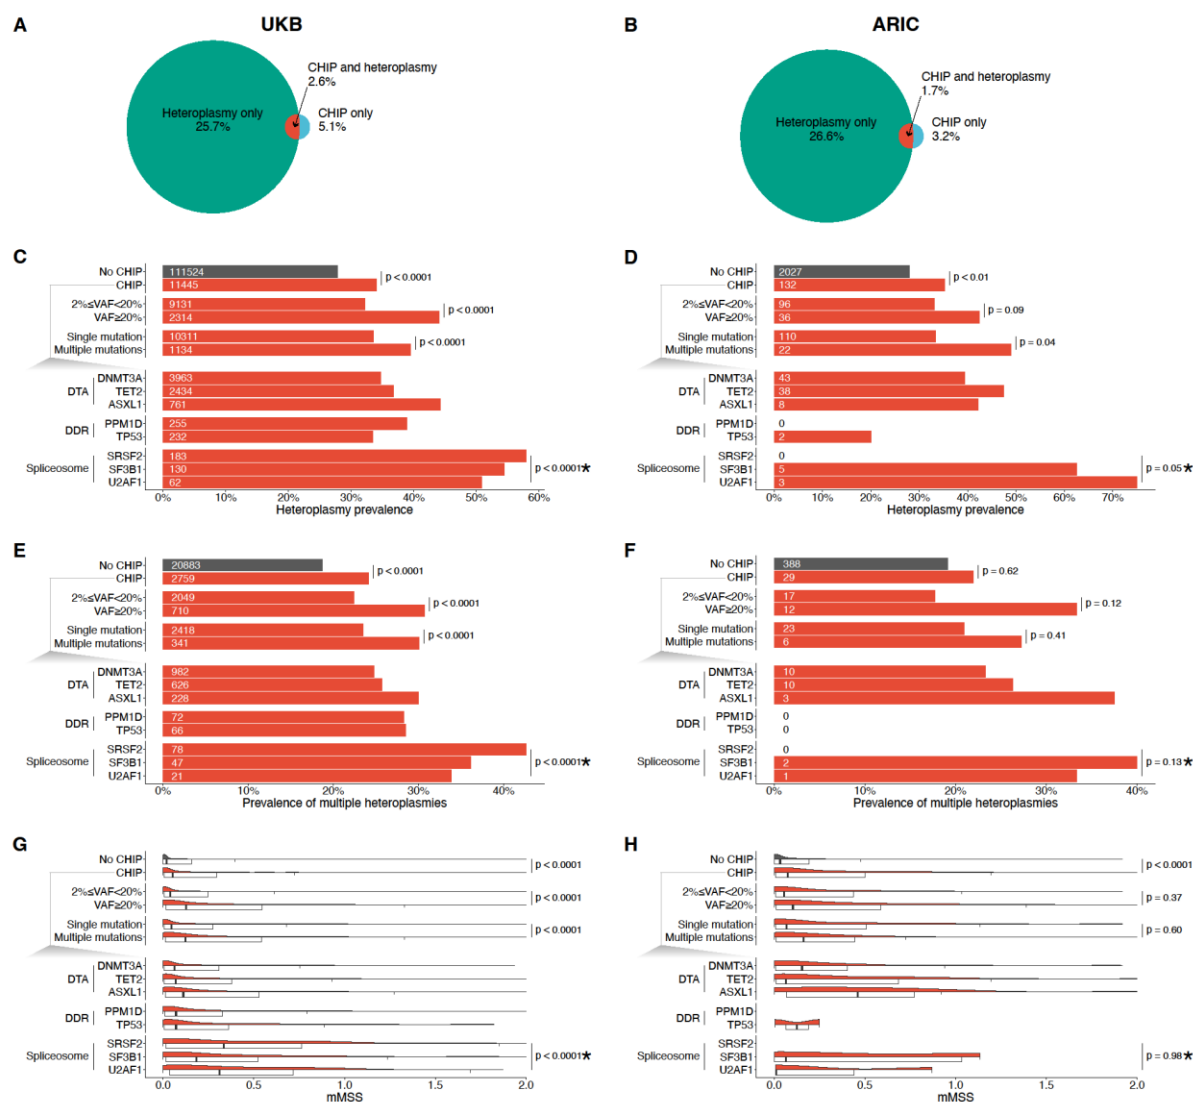 A UKB
CHIP and heteroplasmy
2.6%
Heteroplasmy only
25.7%
CHIP only
5.1%
B ARIC
CHIP and heteroplasmy
1.7%
Heteroplasmy only
26.6%
CHIP only
3.2%
C
No CHIP 111524
CHIP 11445
p < 0.0001
2%≤VAF<20% 9131
VAF≥20% 2314
p < 0.0001
Single mutation 10311
Multiple mutations 1134
p < 0.0001
DTA
DNMT3A 3963
TET2 2434
ASXL1 761
DDR
PPM1D 255
TP53 232
Spliceosome
SRSF2 183
SF3B1 130
U2AF1 62
p < 0.0001★
0% 10% 20% 30% 40% 50% 60%
Heteroplasmy prevalence
D
No CHIP 2027
CHIP 132
p < 0.01
2%≤VAF<20% 96
VAF≥20% 36
p = 0.09
Single mutation 110
Multiple mutations 22
p = 0.04
DTA
DNMT3A 43
TET2 38
ASXL1 8
DDR
PPM1D 0
TP53 2
Spliceosome
SRSF2 0
SF3B1 5
U2AF1 3
p = 0.05★
0% 10% 20% 30% 40% 50% 60% 70%
Heteroplasmy prevalence
E
No CHIP 20883
CHIP 2759
p < 0.0001
2%≤VAF<20% 2049
VAF≥20% 710
p < 0.0001
Single mutation 2418
Multiple mutations 341
p < 0.0001
DTA
DNMT3A 982
TET2 626
ASXL1 228
DDR
PPM1D 72
TP53 66
Spliceosome
SRSF2 78
SF3B1 47
U2AF1 21
p < 0.0001★
0% 10% 20% 30% 40%
Prevalence of multiple heteroplasmies
F
No CHIP 388
CHIP 29
p = 0.62
2%≤VAF<20% 17
VAF≥20% 12
p = 0.12
Single mutation 23
Multiple mutations 6
p = 0.41
DTA
DNMT3A 10
TET2 10
ASXL1 3
DDR
PPM1D 0
TP53 0
Spliceosome
SRSF2 0
SF3B1 2
U2AF1 1
p = 0.13★
0% 10% 20% 30% 40%
Prevalence of multiple heteroplasmies
G
No CHIP
CHIP
p < 0.0001
2%≤VAF<20%
VAF≥20%
p < 0.0001
Single mutation
Multiple mutations
p < 0.0001
DTA
DNMT3A
TET2
ASXL1
DDR
PPM1D
TP53
Spliceosome
SRSF2
SF3B1
U2AF1
p < 0.0001★
0.0 0.5 1.0 1.5 2.0
mMSS
H
No CHIP
CHIP
p < 0.0001
2%≤VAF<20%
VAF≥20%
p = 0.37
Single mutation
Multiple mutations
p = 0.60
DTA
DNMT3A
TET2
ASXL1
DDR
PPM1D
TP53
Spliceosome
SRSF2
SF3B1
U2AF1
p = 0.98★
0.0 0.5 1.0 1.5 2.0
mMSS